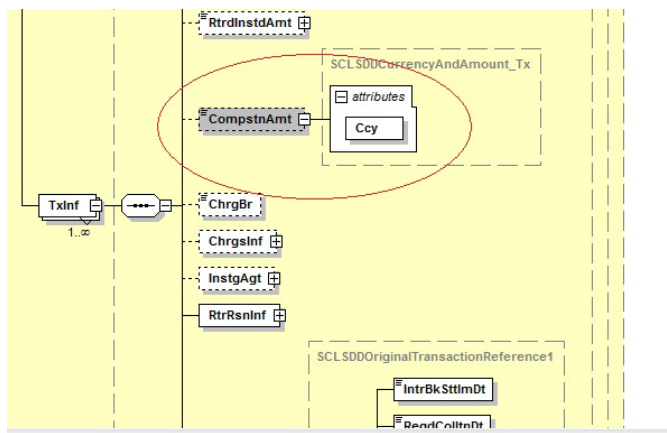 RtrdInstdAmt
SCLSDDCurrencyAndAmount_Tx
attributes
CompstnAmt
Ccy
TxInf
1..∞
ChrgBr
ChrgsInf
InstgAgt
RtrRsnInf
SCLSDDOriginalTransactionReference1
IntrBkSttlmDt
ReqdColltnDt